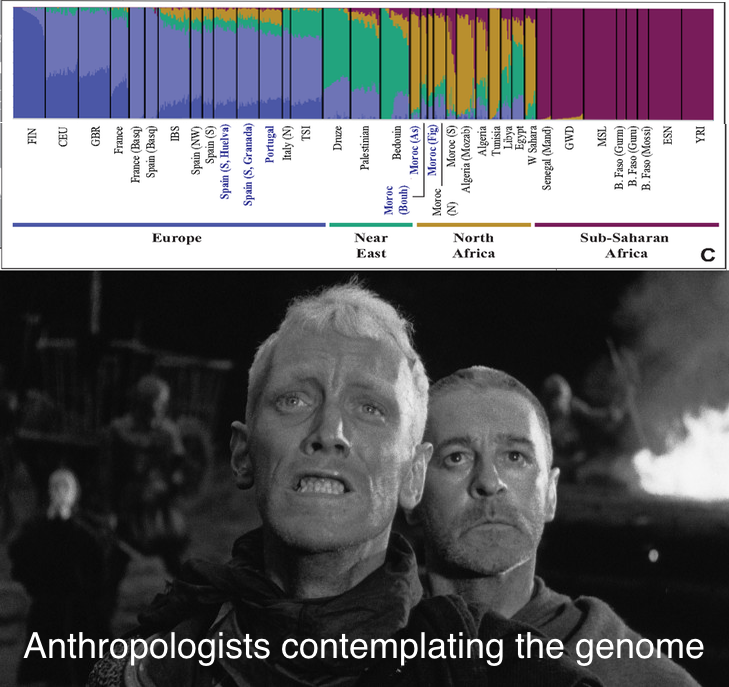 FIN
CEU
GBR
France
France (Basq)
Spain (Basq)
IBS
Spain (NW)
Spain (S)
Spain (S, Huelva)
Spain (S, Granada)
Portugal
Italy (N)
TSI
Druze
Palestinian
Bedouin
Moroc
(Bouh)
Moroc (As)
Moroc (Fig)
Moroc
(N)
Moroc (S)
Algeria (Mozab)
Algeria
Tunisia
Libya
Egypt
W Sahara
Senegal (Mand)
GWD
MSL
B. Faso (Gurm)
B. Faso (Guru)
B. Faso (Mossi)
ESN
YRI
Europe
Near
East
North
Africa
Sub-Saharan
Africa
C
Anthropologists contemplating the genome